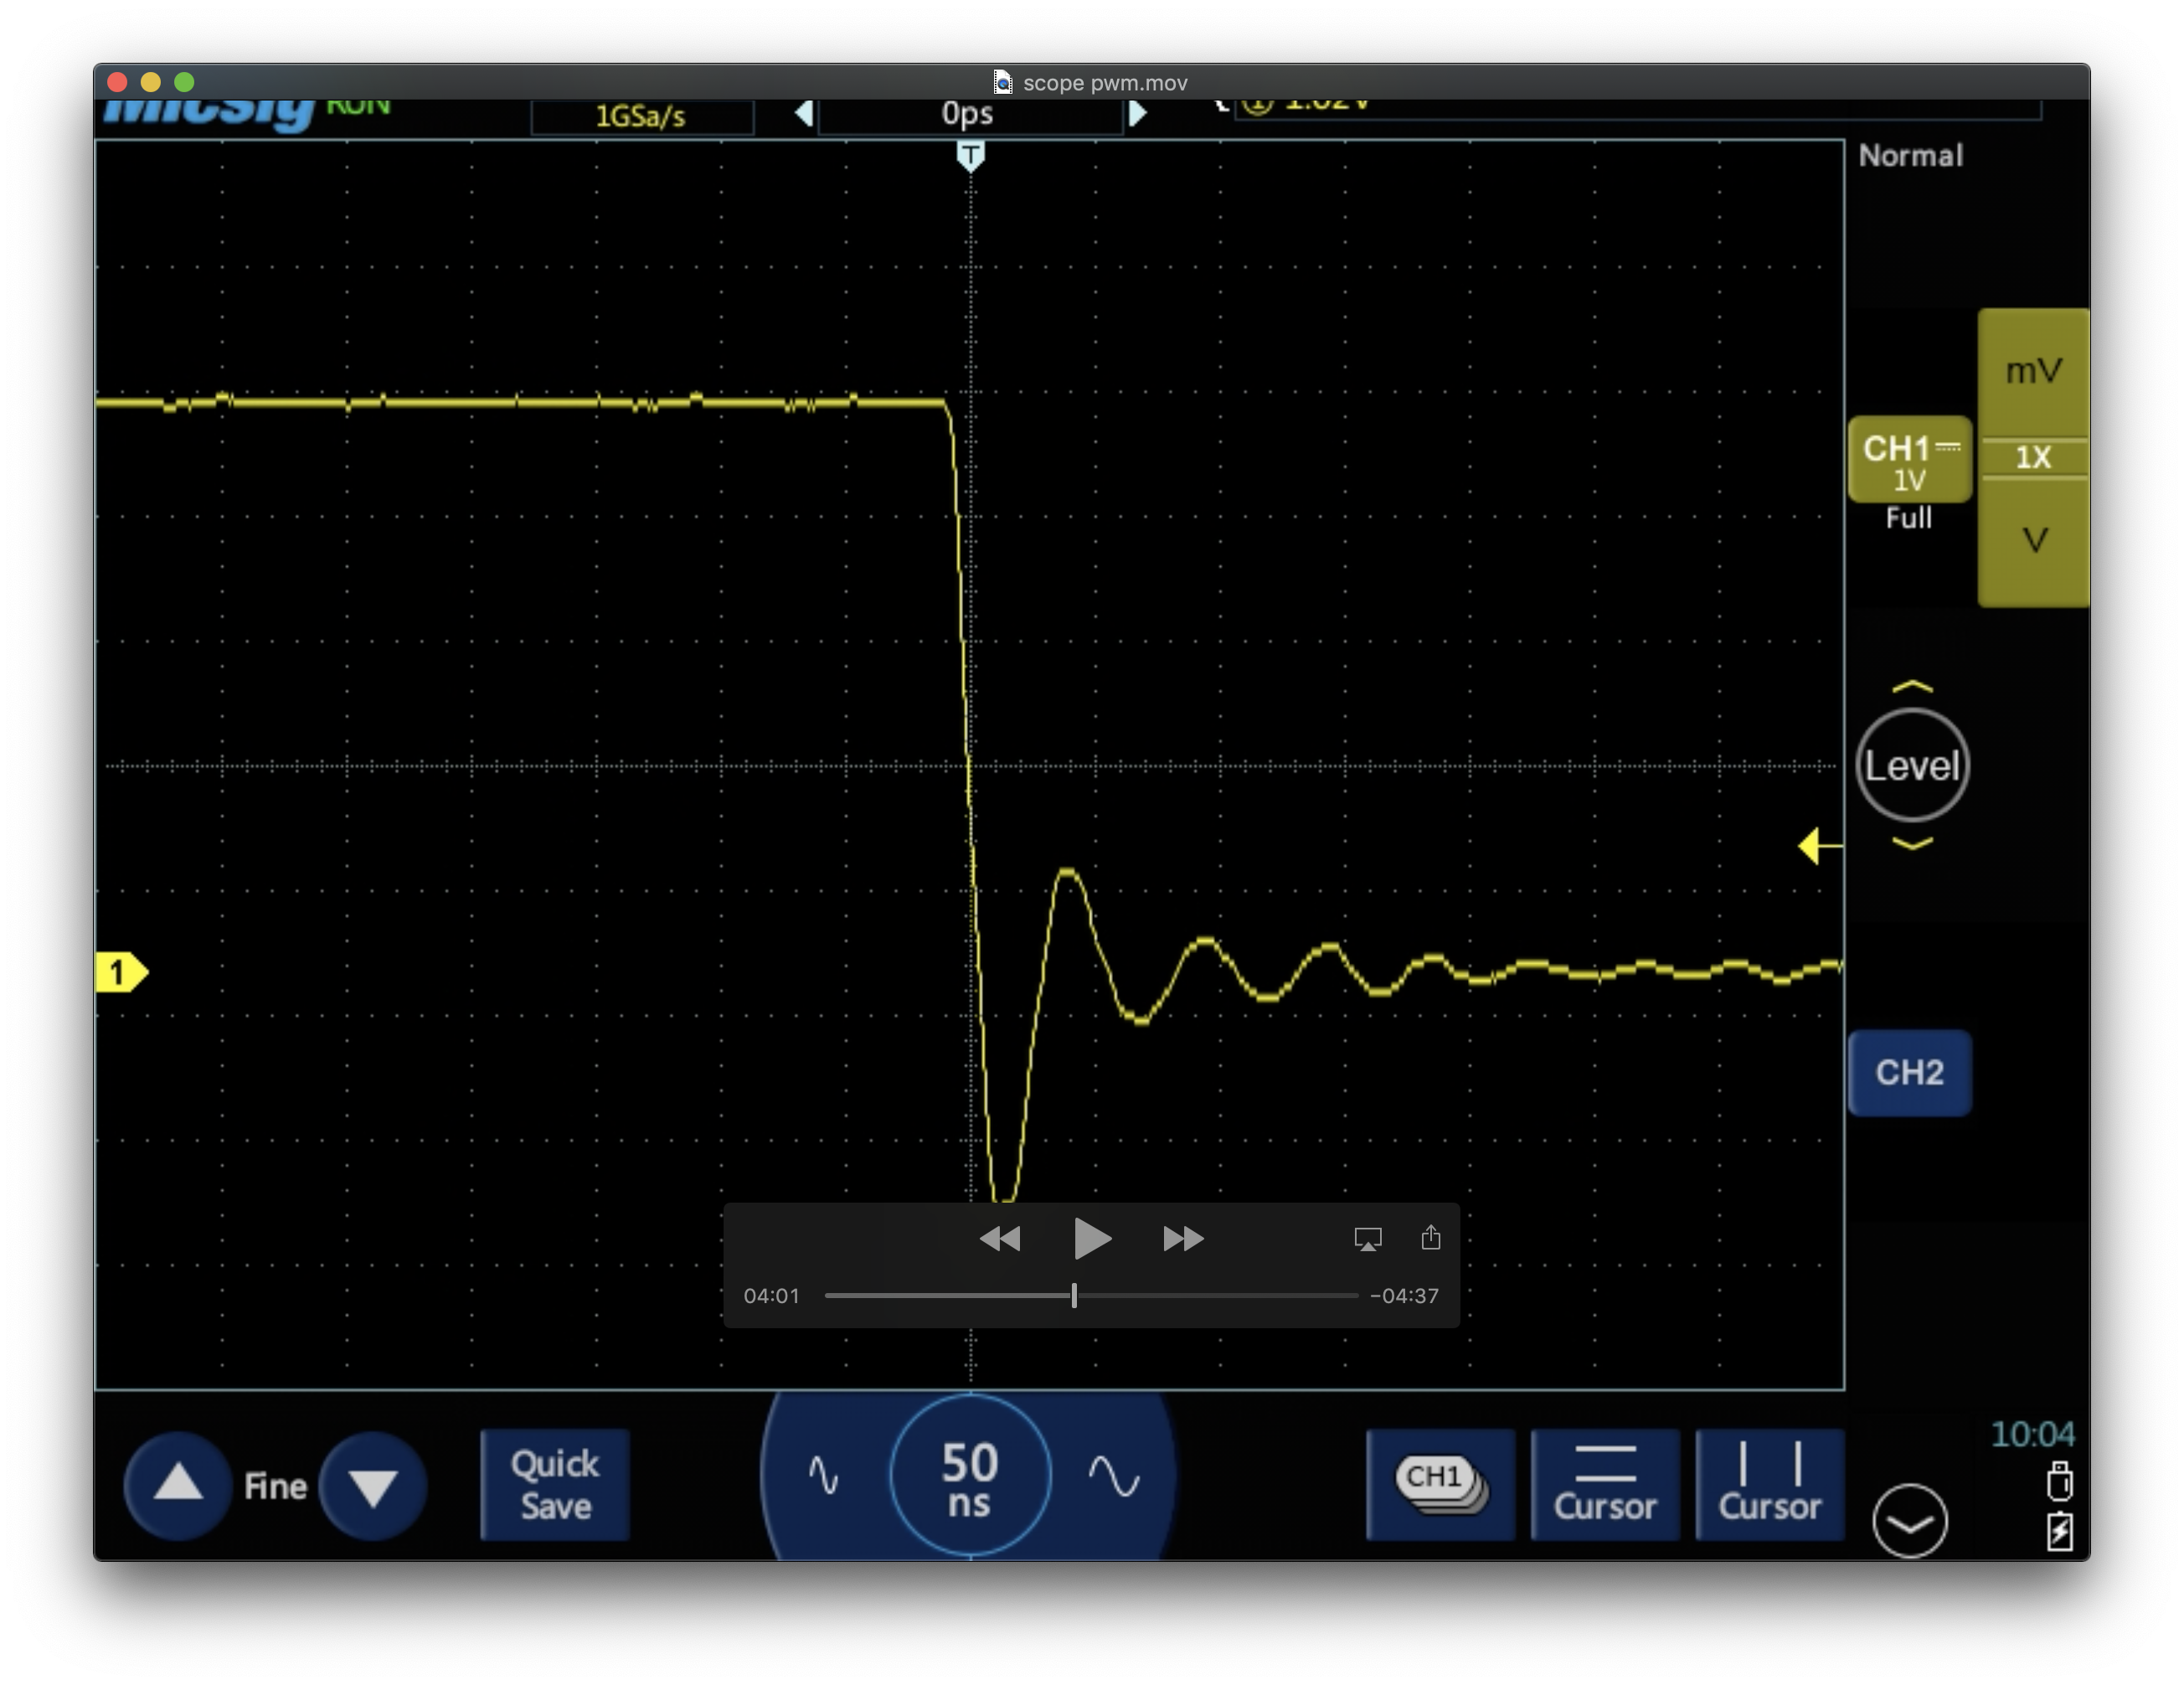 scope pwm.mov
Micsig RUN 1GSa/s 0ps 1 1.02V
T
Normal
mV
CH1
1V
1X
Full
V
Level
1
CH2
04:01 -04:37
10:04
Fine
Quick
Save
50
ns
CH1
Cursor
Cursor